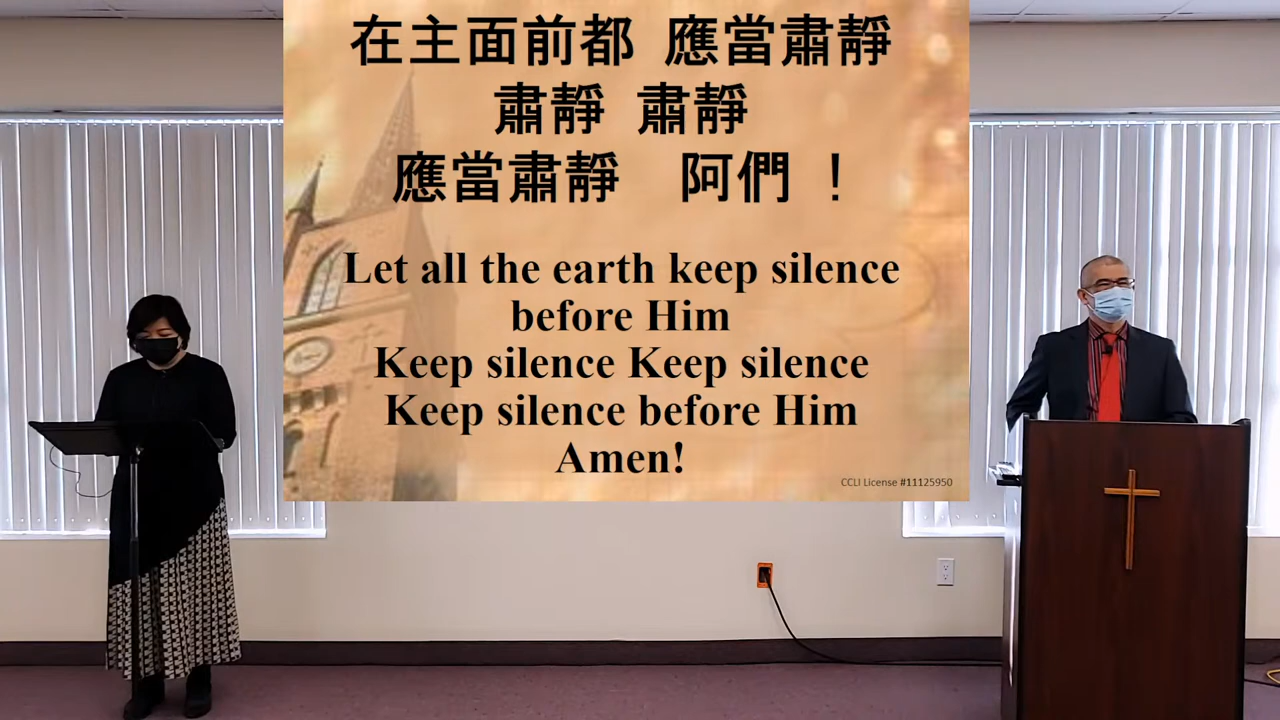 在主面前都 應當肅靜
肅靜 肅靜
應當肅靜 阿們 !
Let all the earth keep silence
before Him
Keep silence Keep silence
Keep silence before Him
Amen!
CCLI License #11125950